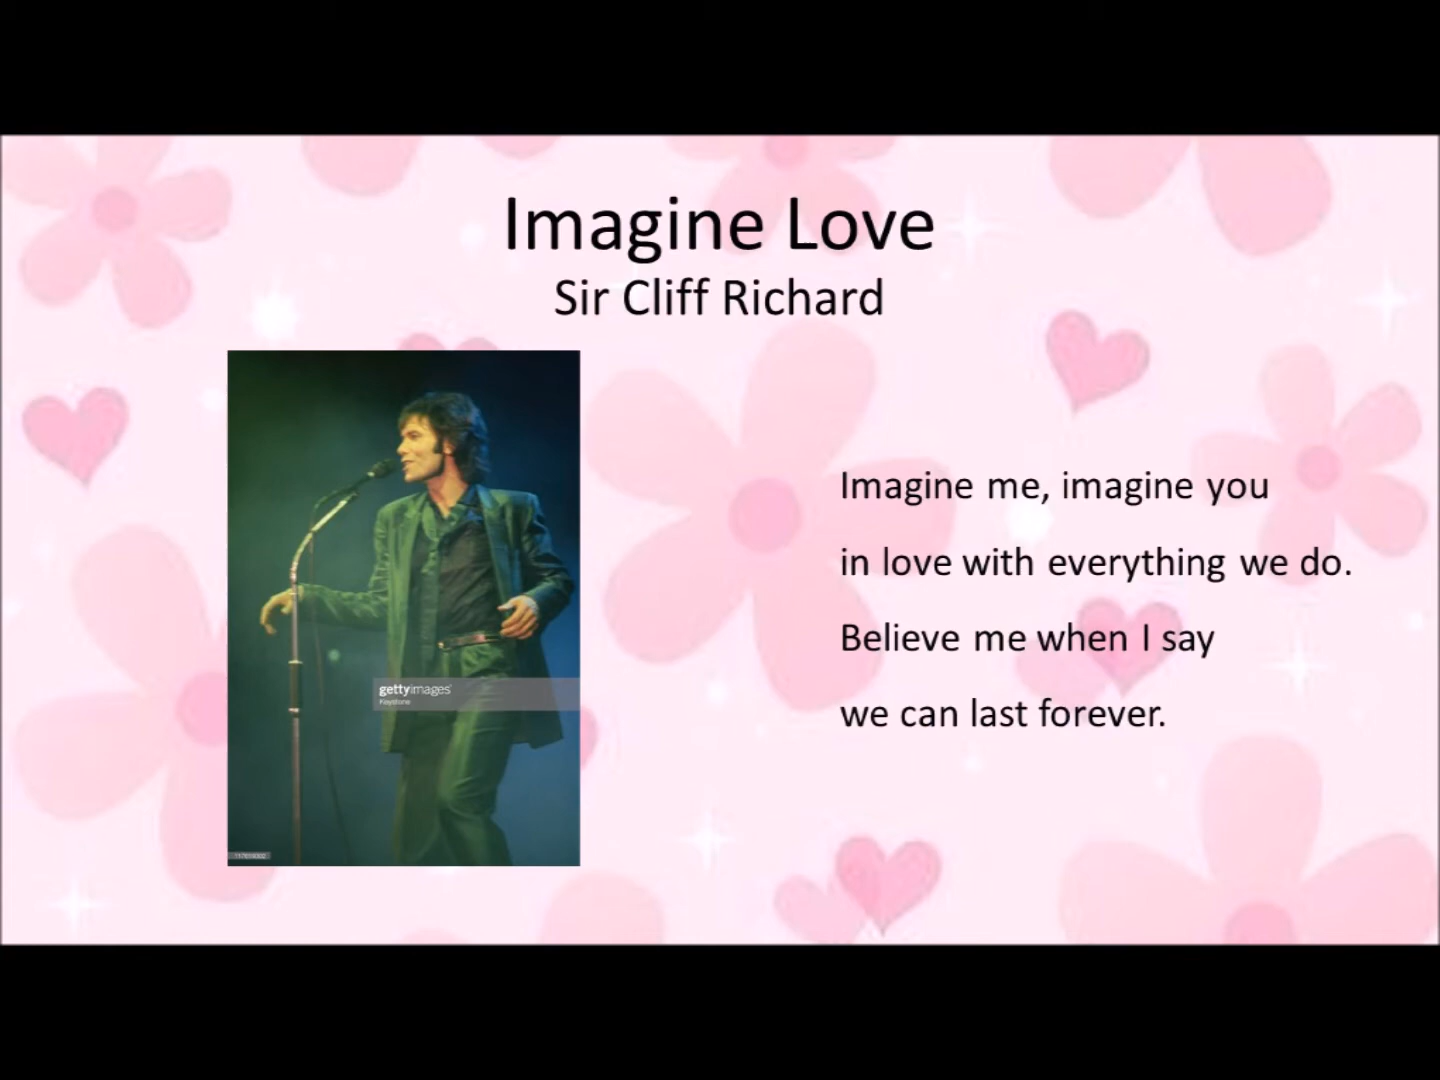 Imagine Love
Sir Cliff Richard
Imagine me, imagine you
in love with everything we do.
Believe me when I say
we can last forever.
gettyimages®
Keystone